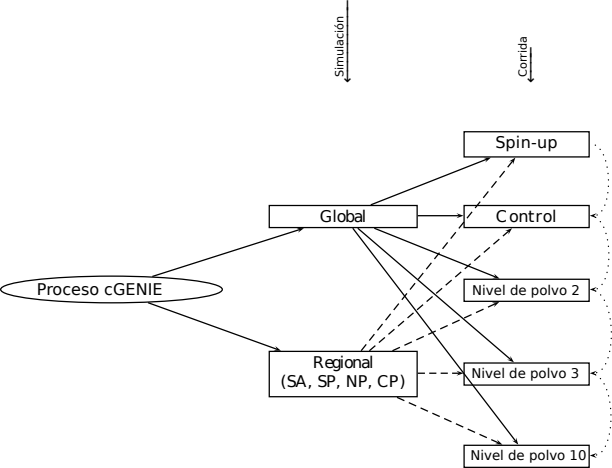 Simulación
Corrida
Spin-up
Global
Control
Proceso cGENIE
Nivel de polvo 2
Regional
(SA, SP, NP, CP)
Nivel de polvo 3
Nivel de polvo 10